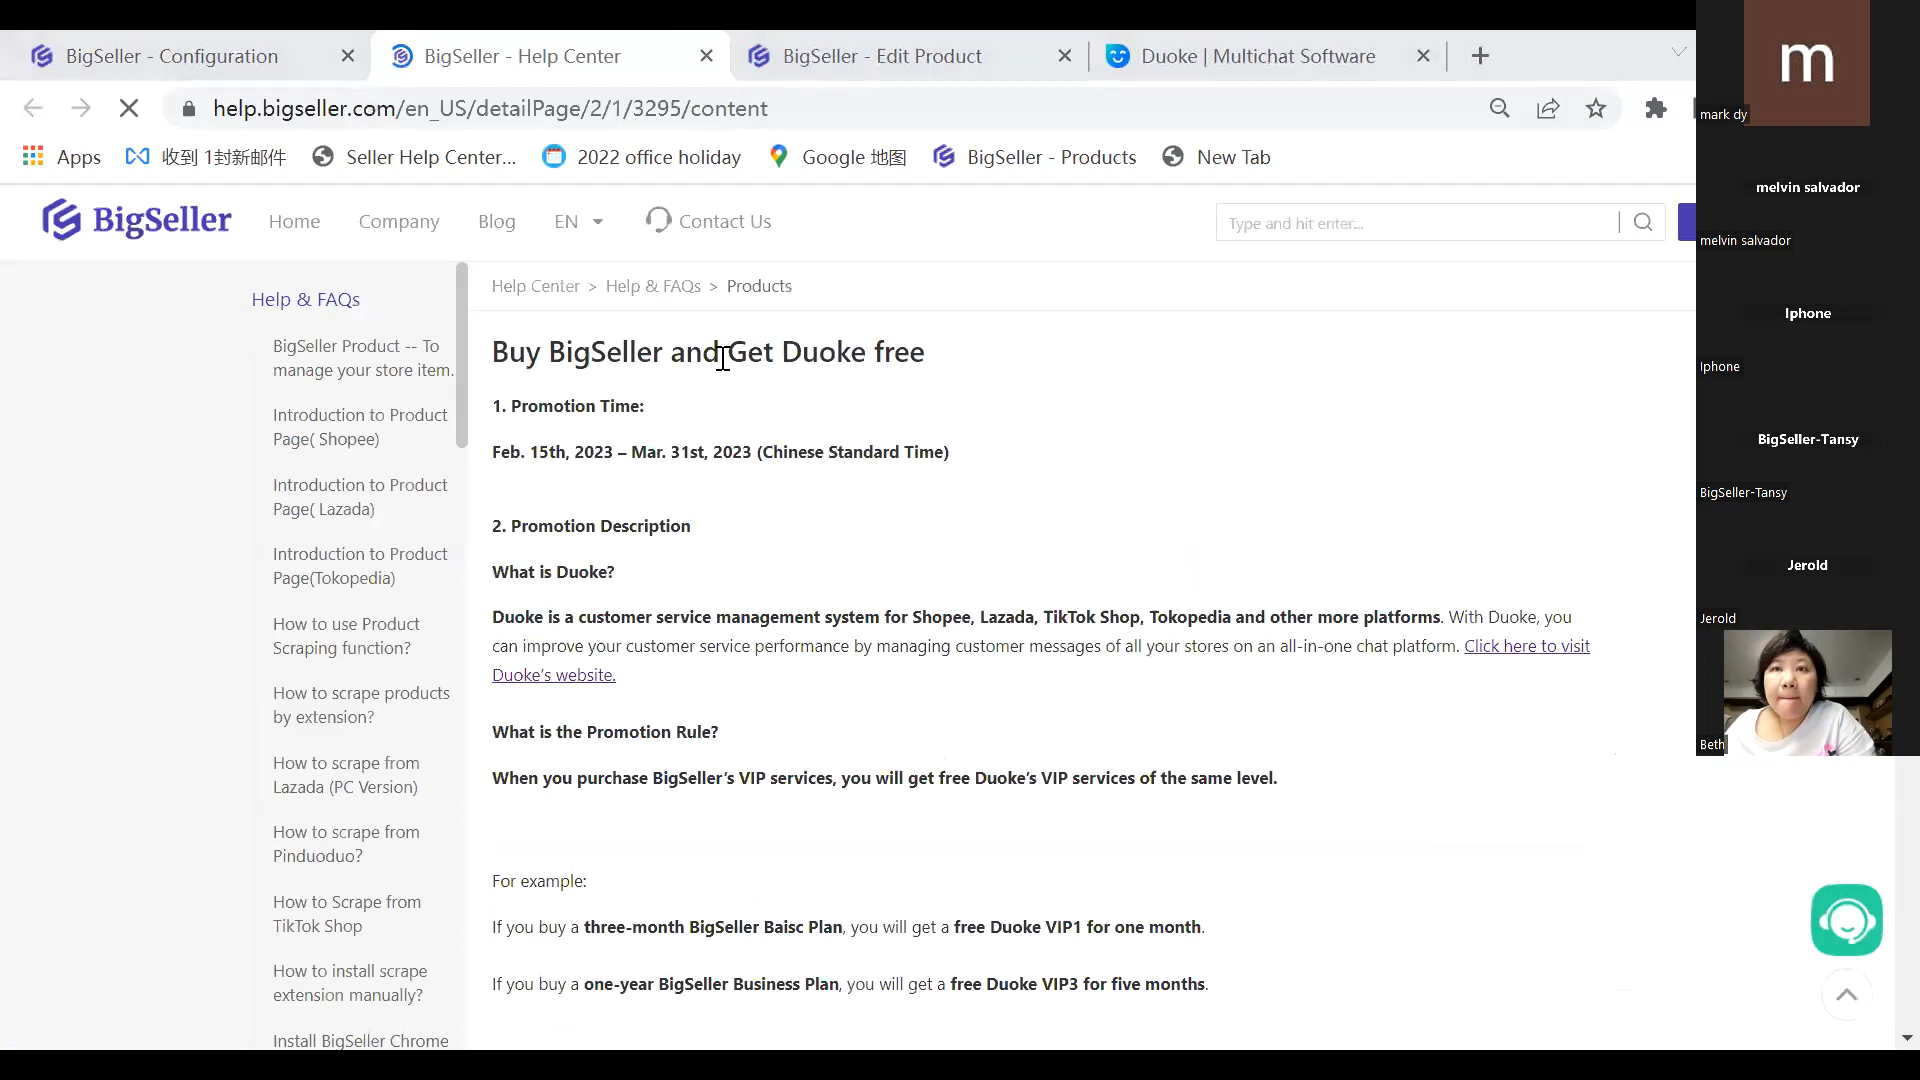 BigSeller - Configuration
BigSeller - Help Center
BigSeller - Edit Product
Duoke | Multichat Software
help.bigseller.com/en_US/detailPage/2/1/3295/content
Apps
收到 1封新邮件
Seller Help Center...
2022 office holiday
Google 地图
BigSeller - Products
New Tab
BigSeller
Home
Company
Blog
EN
Contact Us
Type and hit enter...
Help & FAQs
BigSeller Product -- To
manage your store item.
Introduction to Product
Page( Shopee)
Introduction to Product
Page( Lazada)
Introduction to Product
Page(Tokopedia)
How to use Product
Scraping function?
How to scrape products
by extension?
How to scrape from
Lazada (PC Version)
How to scrape from
Pinduoduo?
How to Scrape from
TikTok Shop
How to install scrape
extension manually?
Install BigSeller Chrome
Help Center > Help & FAQs > Products
Buy BigSeller and Get Duoke free
1. Promotion Time:
Feb. 15th, 2023 – Mar. 31st, 2023 (Chinese Standard Time)
2. Promotion Description
What is Duoke?
Duoke is a customer service management system for Shopee, Lazada, TikTok Shop, Tokopedia and other more platforms. With Duoke, you
can improve your customer service performance by managing customer messages of all your stores on an all-in-one chat platform. Click here to visit
Duoke's website.
What is the Promotion Rule?
When you purchase BigSeller's VIP services, you will get free Duoke's VIP services of the same level.
For example:
If you buy a three-month BigSeller Baisc Plan, you will get a free Duoke VIP1 for one month.
If you buy a one-year BigSeller Business Plan, you will get a free Duoke VIP3 for five months.
m
mark dy
melvin salvador
melvin salvador
Iphone
Iphone
BigSeller-Tansy
BigSeller-Tansy
Jerold
Jerold
Beth